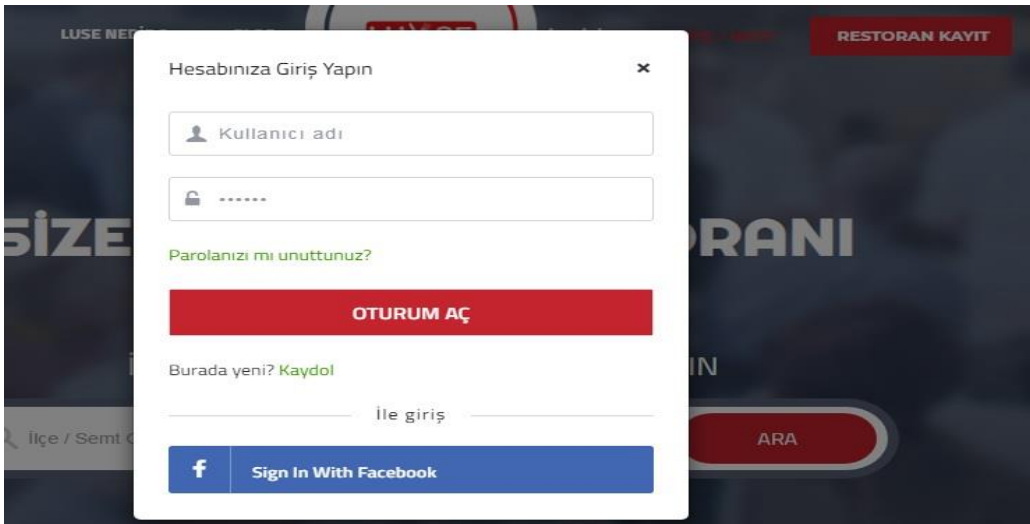 LUSE NEDİ
RESTORAN KAYIT
Hesabınıza Giriş Yapın
×
Kullanıcı adı
Parolanızı mı unuttunuz?
SİZE
RANI
OTURUM AÇ
IN
Burada yeni? Kaydol
İle giriş
İlçe / Semt
ARA
f Sign In With Facebook